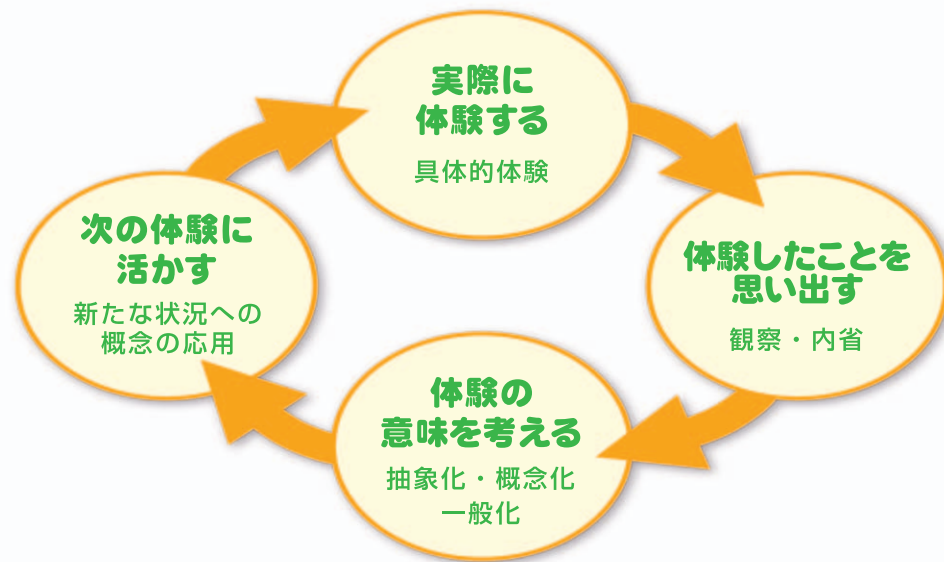 実際に
体験する
具体的体験
体験したことを
思い出す
観察・内省
体験の
意味を考える
抽象化・概念化
一般化
次の体験に
活かす
新たな状況への
概念の応用